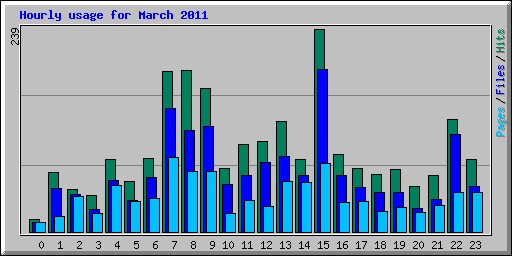 Hourly usage for March 2011
239
Pages / Files / Hits
0 1 2 3 4 5 6 7 8 9 10 11 12 13 14 15 16 17 18 19 20 21 22 23